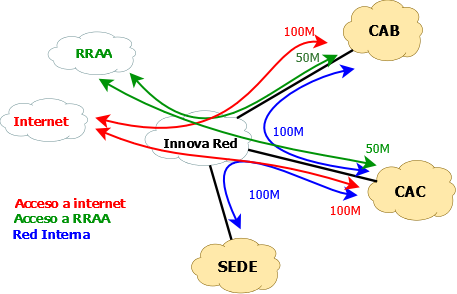 100M
CAB
RRAA
50M
Internet
100M
Innova Red
50M
CAC
Acceso a internet
100M
100M
Acceso a RRAA
Red Interna
SEDE